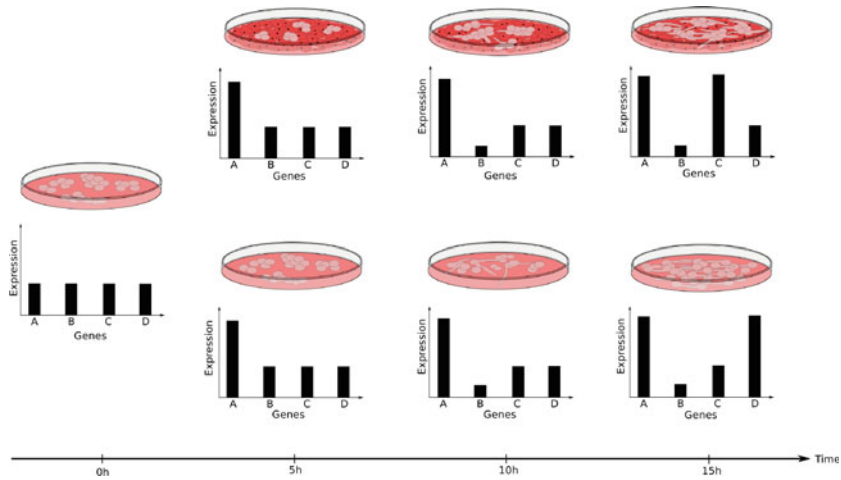 Expression
A B C D
Genes
Expression
A B C D
Genes
Expression
A B C D
Genes
Expression
A B C D
Genes
Expression
A B C D
Genes
Expression
A B C D
Genes
Expression
A B C D
Genes
0h 5h 10h 15h Time